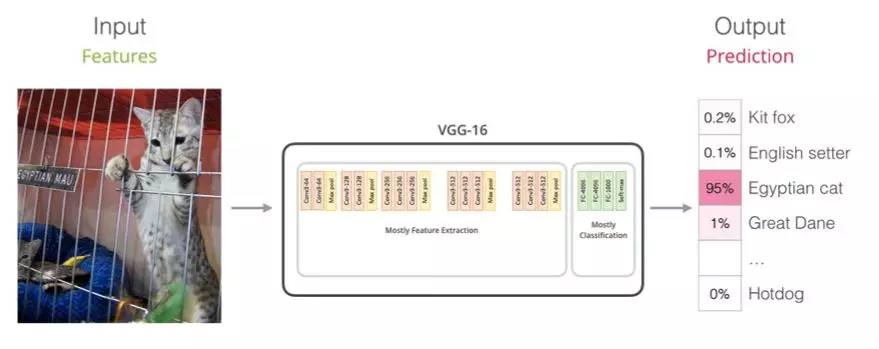 Input
Features
EGYPTIAN MAU
VGG-16
Conv3-64
Conv3-64
Max pool
Conv3-128
Conv3-128
Max pool
Conv3-256
Conv3-256
Conv3-256
Max pool
Conv3-512
Conv3-512
Conv3-512
Max pool
Conv3-512
Conv3-512
Conv3-512
Max pool
Mostly Feature Extraction
FC-4096
FC-4096
FC-1000
Soft-max
Mostly
Classification
Output
Prediction
0.2% Kit fox
0.1% English setter
95% Egyptian cat
1% Great Dane
...
0% Hotdog